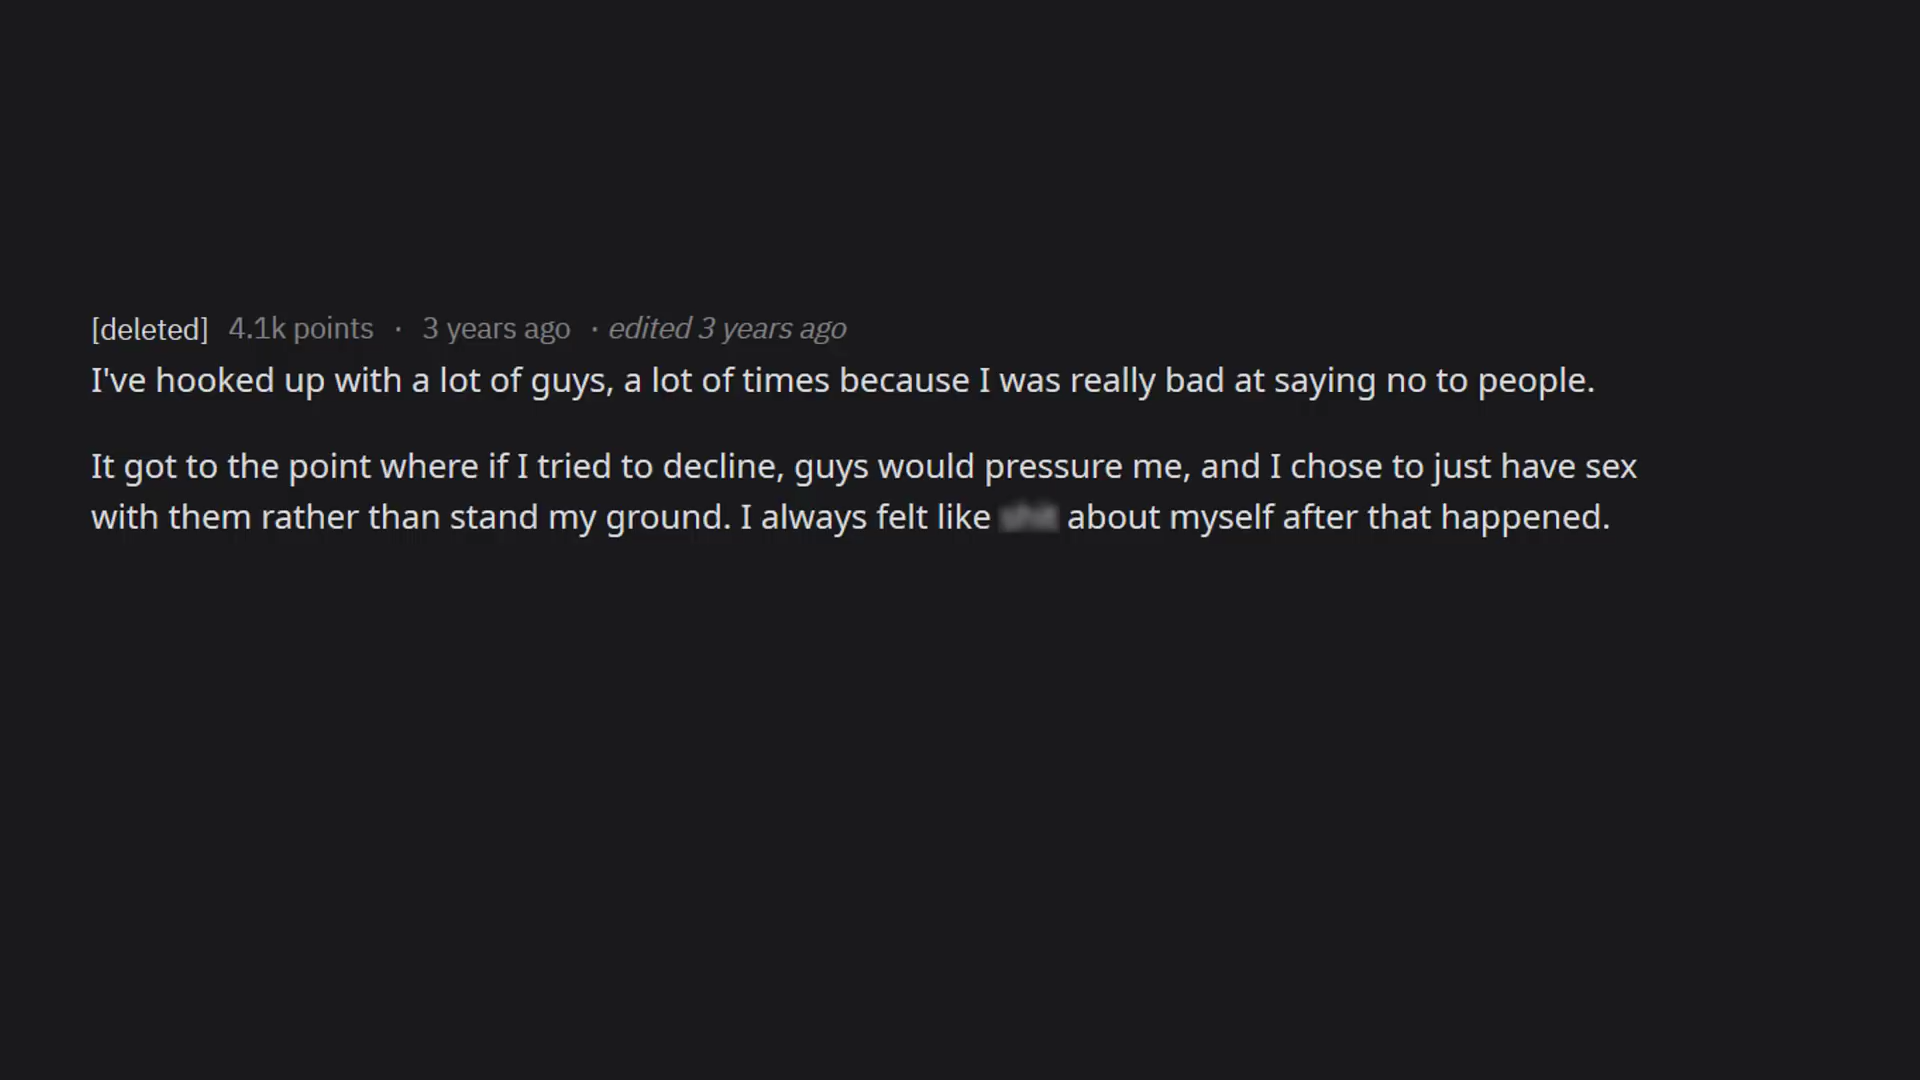 [deleted] 4.1k points · 3 years ago · edited 3 years ago
I've hooked up with a lot of guys, a lot of times because I was really bad at saying no to people.
It got to the point where if I tried to decline, guys would pressure me, and I chose to just have sex
with them rather than stand my ground. I always felt like about myself after that happened.